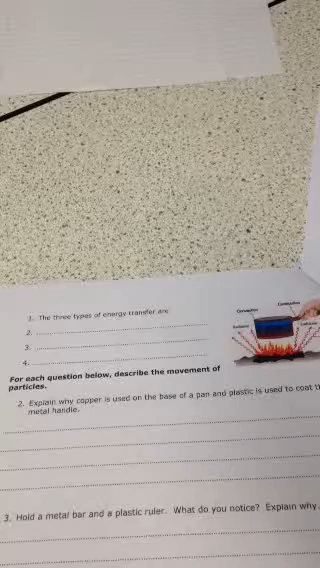 1. The three types of energy transfer are
2.
3.
4.
Convection
Conduction
Radiation
For each question below, describe the movement of
particles.
2. Explain why copper is used on the base of a pan and plastic is used to coat
metal handle.
3. Hold a metal bar and a plastic ruler. What do you notice? Explain why